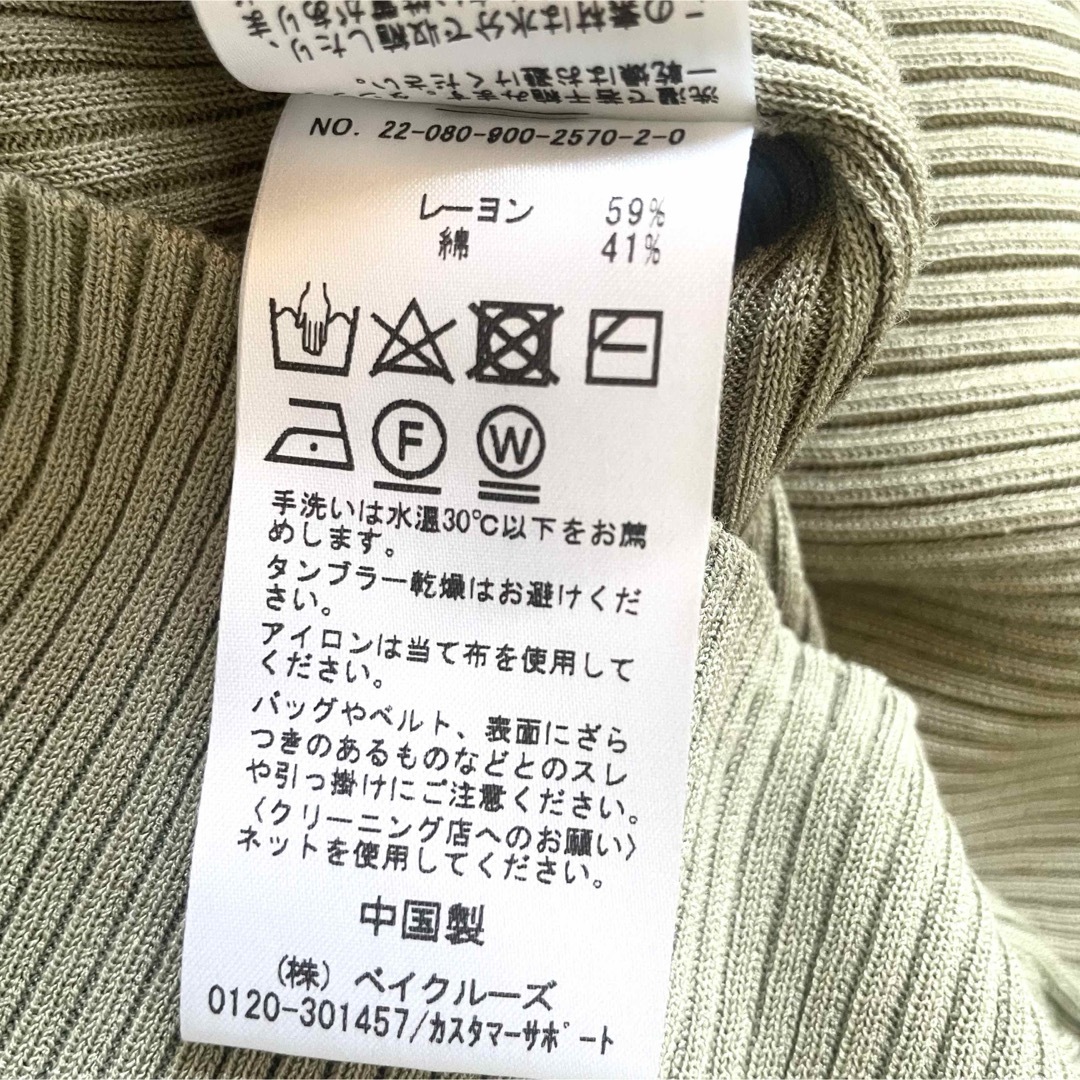 NO. 22-080-900-2570-2-0
レーヨン 59%
綿 41%
F W
手洗いは水温30℃以下をお薦
めします。
タンブラー乾燥はお避けくだ
さい。
アイロンは当て布を使用して
ください。
バッグやベルト、表面にざら
つきのあるものなどとのスレ
や引っ掛けにご注意ください。
〈クリーニング店へのお願い〉
ネットを使用してください。
中国製
(株) ベイクルーズ
0120-301457/カスタマーサポート